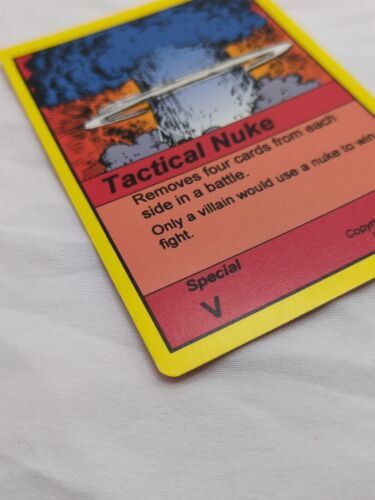 Tactical Nuke
Removes four cards from each
side in a battle.
Only a villain would use a nuke to win
fight.
Special
V